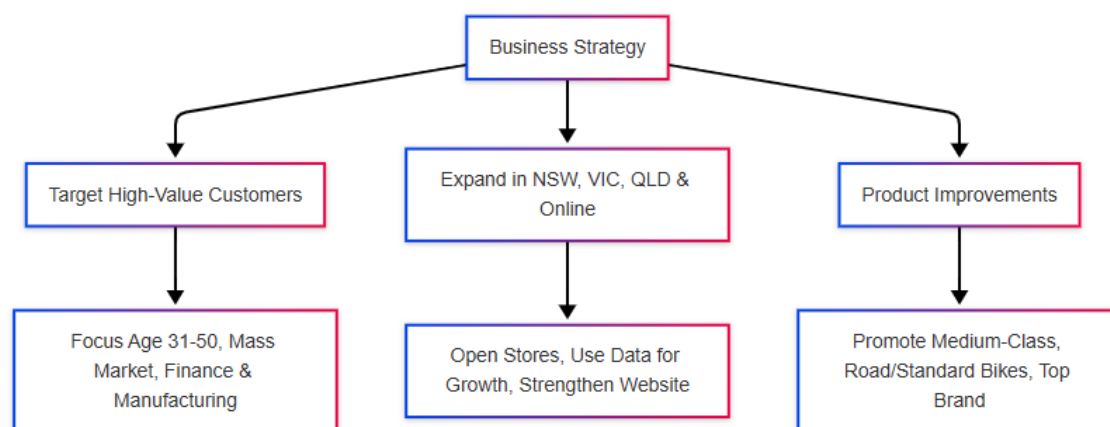 Business Strategy
Target High-Value Customers
Expand in NSW, VIC, QLD &
Online
Product Improvements
Focus Age 31-50, Mass
Market, Finance &
Manufacturing
Open Stores, Use Data for
Growth, Strengthen Website
Promote Medium-Class,
Road/Standard Bikes, Top
Brand